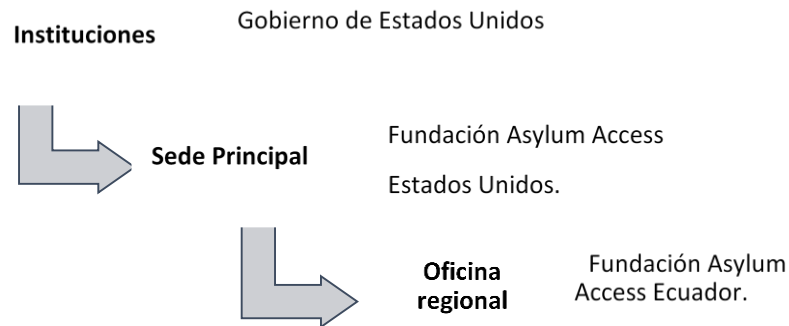 Instituciones
Gobierno de Estados Unidos
Sede Principal
Fundación Asylum Access
Estados Unidos.
Oficina
regional
Fundación Asylum
Access Ecuador.